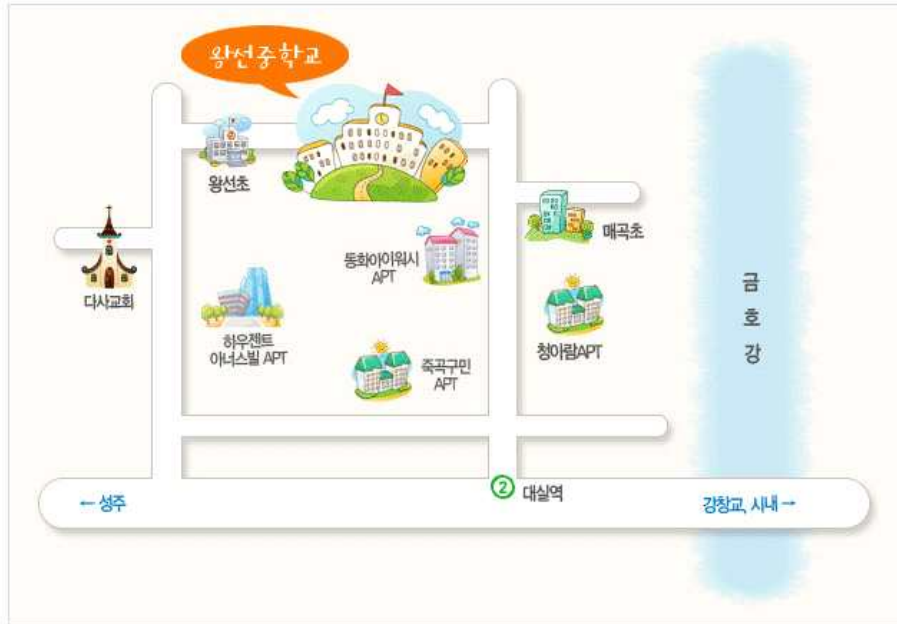 왕선중학교
왕선초
매곡초
동화아이위시
APT
다사교회
금
호
강
하우젠트
아너스빌 APT
청아람APT
죽곡구민
APT
← 성주
② 대실역
강창교, 시내 →